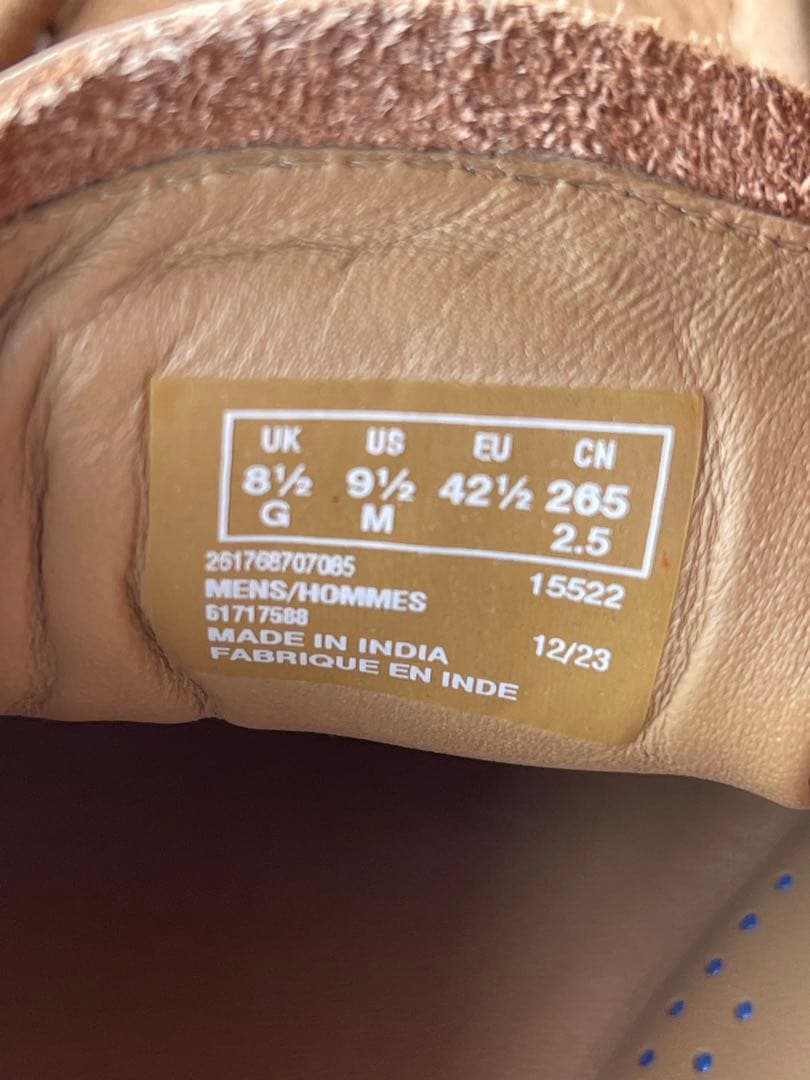 UK US EU CN
8½ 9½ 42½ 265
G M 2.5
261768707085
15522
MENS/HOMMES
61717588
MADE IN INDIA
12/23
FABRIQUE EN INDE